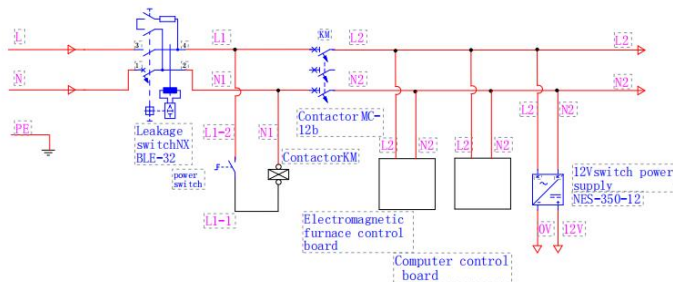 L
L1
KM
L2
L2
3
4
1
2
N
N1
N2
N2
PE
Leakage
switchNX
BLE-32
L1-2
N1
Contactor MC-
12b
L2
N2
L2
N2
L2
N2
power
switch
ContactorKM
12Vswitch power
supply
NES-350-12
L1-1
Electromagnetic
furnace control
board
0V
12V
Computer control
board